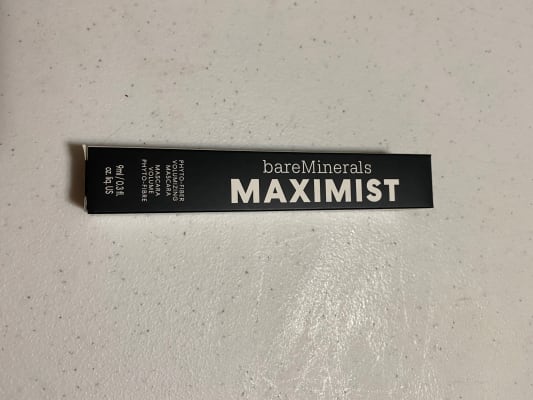 bareMinerals
MAXIMIST
PHYTO-FIBER
VOLUMIZING
MASCARA
MASCARA
VOLUME
PHYTO-FIBRE
9ml / 0.3 fl.
oz. liq. US